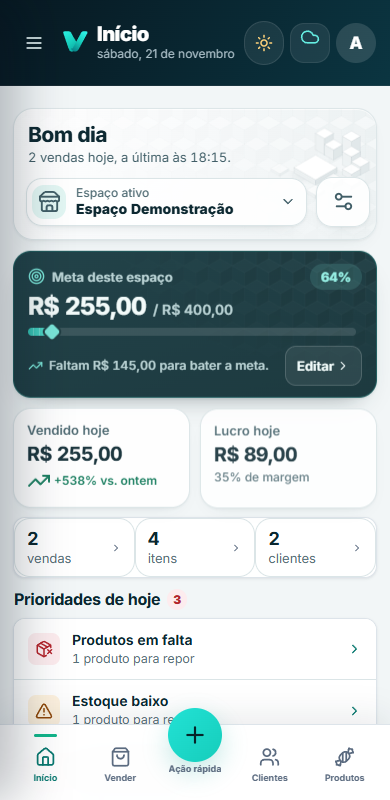 Início
sábado, 21 de novembro
A
Bom dia
2 vendas hoje, a última às 18:15.
Espaço ativo
Espaço Demonstração
Meta deste espaço
64%
R$ 255,00 / R$ 400,00
Faltam R$ 145,00 para bater a meta.
Editar
Vendido hoje
R$ 255,00
+538% vs. ontem
Lucro hoje
R$ 89,00
35% de margem
2
vendas
4
itens
2
clientes
Prioridades de hoje 3
Produtos em falta
1 produto para repor
Estoque baixo
1 produto para re
Início
Vender
Ação rápida
Clientes
Produtos